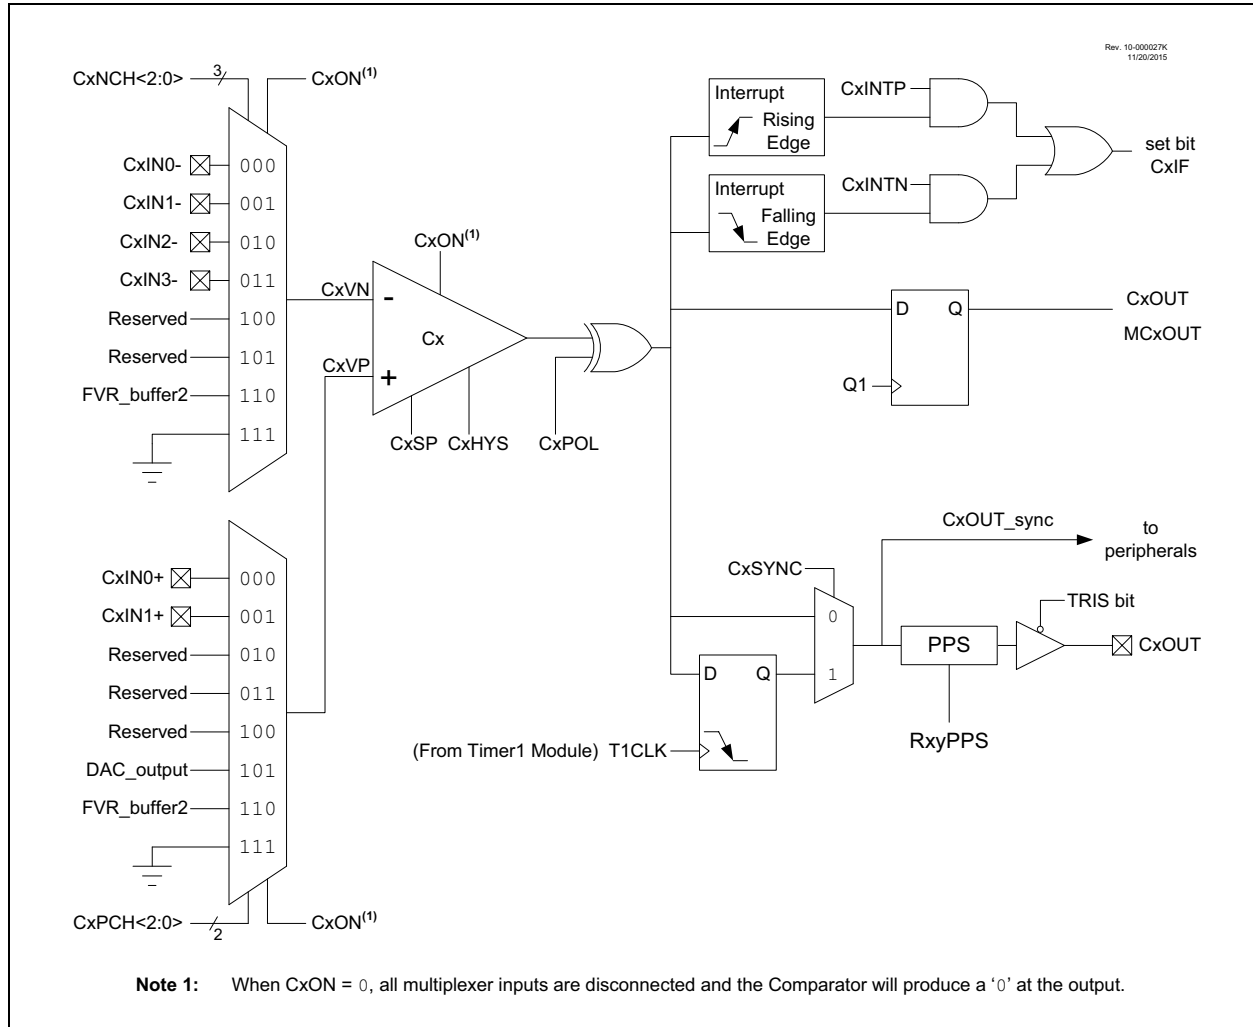 Rev. 10-000027K
11/20/2015
CxNCH<2:0>
3
CxON(1)
CxIN0-
000
CxIN1-
001
CxIN2-
010
CxIN3-
011
Reserved
100
Reserved
101
FVR_buffer2
110
111
CxVN
-
CxVP
+
Cx
CxON(1)
CxSP
CxHYS
CxPOL
Interrupt
Rising
Edge
CxINTP
Interrupt
Falling
Edge
CxINTN
set bit
CxIF
D
Q
Q1
CxOUT
MCxOUT
CxIN0+
000
CxIN1+
001
Reserved
010
Reserved
011
Reserved
100
DAC_output
101
FVR_buffer2
110
111
CxPCH<2:0>
2
CxON(1)
CxOUT_sync
to
peripherals
CxSYNC
0
1
D
Q
(From Timer1 Module) T1CLK
PPS
RxyPPS
TRIS bit
CxOUT
Note 1: When CxON = 0, all multiplexer inputs are disconnected and the Comparator will produce a ‘0’ at the output.